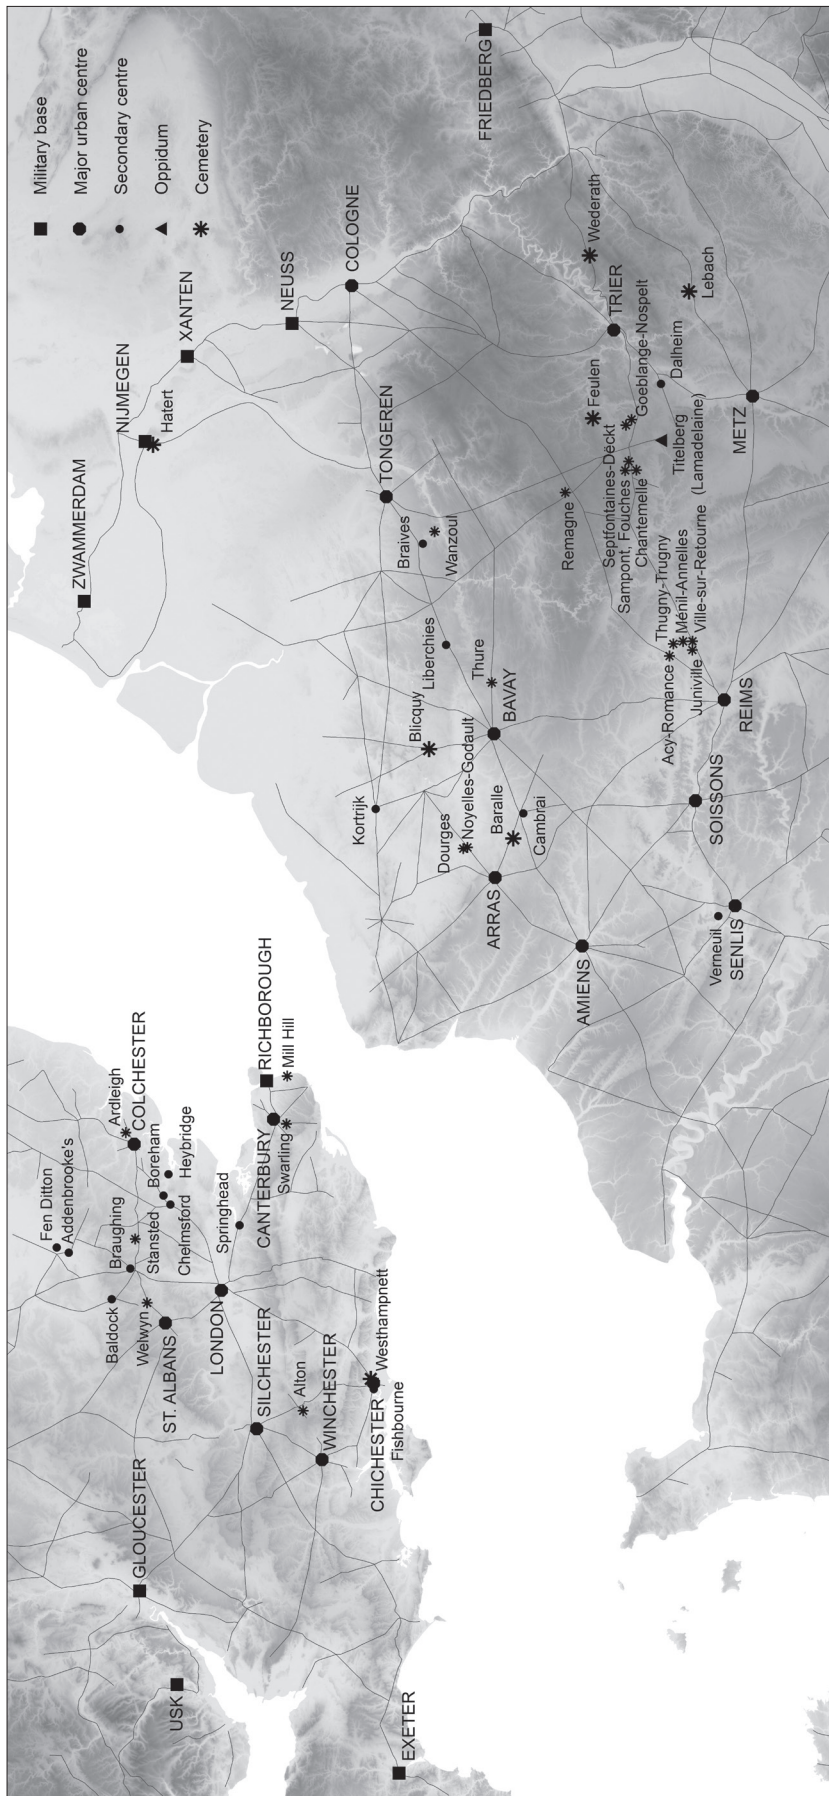 Military base
Major urban centre
Secondary centre
Oppidum
Cemetery
USK
GLOUCESTER
EXETER
Baldock
Braughing
Fen Ditton
Addenbrooke's
Welwyn
Stansted
ST. ALBANS
Ardleigh
COLCHESTER
Boreham
Heybridge
Chelmsford
LONDON
Springhead
CANTERBURY
Swarling
RICHBOROUGH
Mill Hill
SILCHESTER
Alton
WINCHESTER
CHICHESTER
Fishbourne
Westhampnett
ZWAMMERDAM
NIJMEGEN
Hatert
XANTEN
NEUSS
COLOGNE
FRIEDBERG
TONGEREN
Braives
Wanzoul
Liberchies
Thure
BAVAY
Blicquy
Kortrijk
Noyelles-Godault
Dourges
Baralle
Cambrai
ARRAS
AMIENS
Verneuil
SENLIS
SOISSONS
REIMS
Acy-Romance
Thugny-Trugny
Ménil-Annelles
Ville-sur-Retourne
Juniville
Remagne
Septfontaines-Dëckt
Sampont, Fouches
Chantemelle
Feulen
Goeblange-Nospelt
TRIER
Wederath
Lebach
Dalheim
Titelberg
(Lamadelaine)
METZ